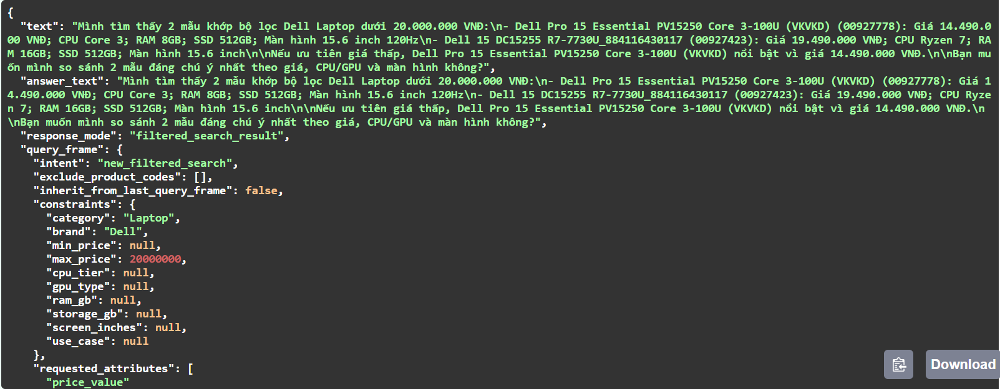 {
  "text": "Mình tìm thấy 2 mẫu khớp bộ lọc Dell Laptop dưới 20.000.000 VNĐ:\n- Dell Pro 15 Essential PV15250 Core 3-100U (VKVKD) (00927778): Giá 14.490.0
00 VNĐ; CPU Core 3; RAM 8GB; SSD 512GB; Màn hình 15.6 inch 120Hz\n- Dell 15 DC15255 R7-7730U_884116430117 (00927423): Giá 19.490.000 VNĐ; CPU Ryzen 7; RA
M 16GB; SSD 512GB; Màn hình 15.6 inch\n\nNếu ưu tiên giá thấp, Dell Pro 15 Essential PV15250 Core 3-100U (VKVKD) nổi bật vì giá 14.490.000 VNĐ.\n\nBạn mu
ốn mình so sánh 2 mẫu đáng chú ý nhất theo giá, CPU/GPU và màn hình không?",
  "answer_text": "Mình tìm thấy 2 mẫu khớp bộ lọc Dell Laptop dưới 20.000.000 VNĐ:\n- Dell Pro 15 Essential PV15250 Core 3-100U (VKVKD) (00927778): Giá 1
4.490.000 VNĐ; CPU Core 3; RAM 8GB; SSD 512GB; Màn hình 15.6 inch 120Hz\n- Dell 15 DC15255 R7-7730U_884116430117 (00927423): Giá 19.490.000 VNĐ; CPU Ryze
n 7; RAM 16GB; SSD 512GB; Màn hình 15.6 inch\n\nNếu ưu tiên giá thấp, Dell Pro 15 Essential PV15250 Core 3-100U (VKVKD) nổi bật vì giá 14.490.000 VNĐ.\n
\nBạn muốn mình so sánh 2 mẫu đáng chú ý nhất theo giá, CPU/GPU và màn hình không?",
  "response_mode": "filtered_search_result",
  "query_frame": {
    "intent": "new_filtered_search",
    "exclude_product_codes": [],
    "inherit_from_last_query_frame": false,
    "constraints": {
      "category": "Laptop",
      "brand": "Dell",
      "min_price": null,
      "max_price": 20000000,
      "cpu_tier": null,
      "gpu_type": null,
      "ram_gb": null,
      "storage_gb": null,
      "screen_inches": null,
      "use_case": null
    },
    "requested_attributes": [
      "price_value"
Download